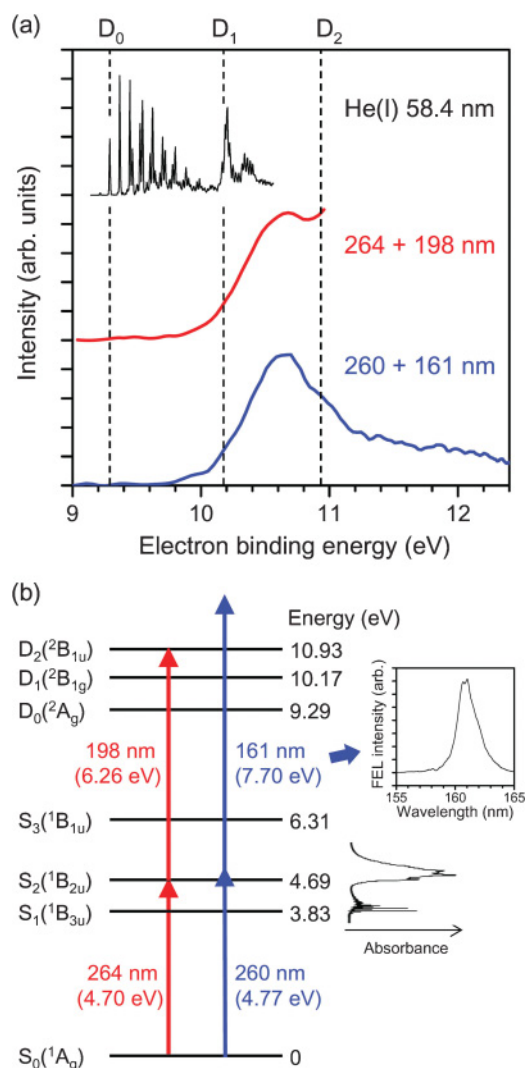 (a)
D₀ D₁ D₂
He(I) 58.4 nm
264 + 198 nm
260 + 161 nm
Intensity (arb. units)
9 10 11 12
Electron binding energy (eV)
(b)
Energy (eV)
D₂(²B₁ᵤ) 10.93
D₁(²B₁g) 10.17
D₀(²Ag) 9.29
198 nm
(6.26 eV)
161 nm
(7.70 eV)
FEL intensity (arb.)
155 160 165
Wavelength (nm)
S₃(¹B₁ᵤ) 6.31
S₂(¹B₂ᵤ) 4.69
S₁(¹B₃ᵤ) 3.83
Absorbance
264 nm
(4.70 eV)
260 nm
(4.77 eV)
S₀(¹Ag) 0